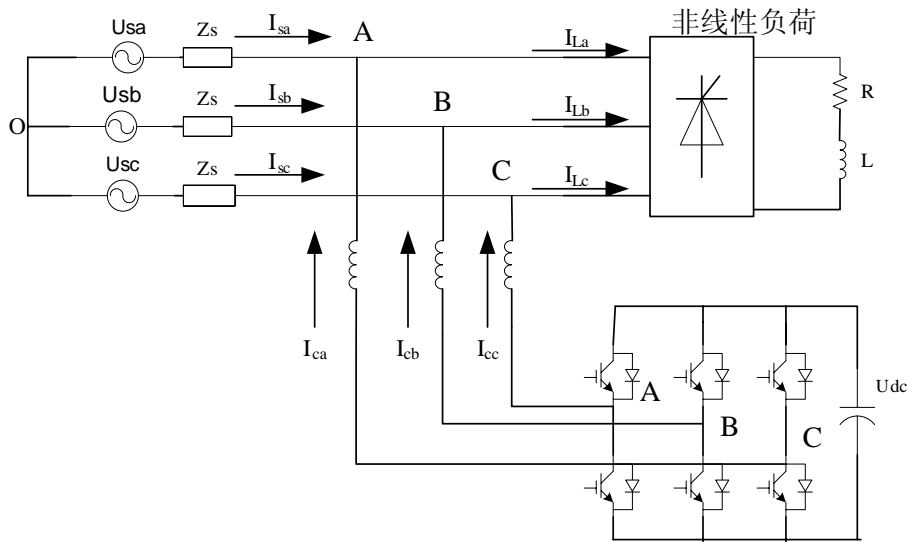 Usa
Zs
Isa
A
ILa
非线性负荷
Usb
Zs
Isb
B
ILb
R
O
Usc
Zs
Isc
C
ILc
L
Ica
Icb
Icc
A
B
C
Udc